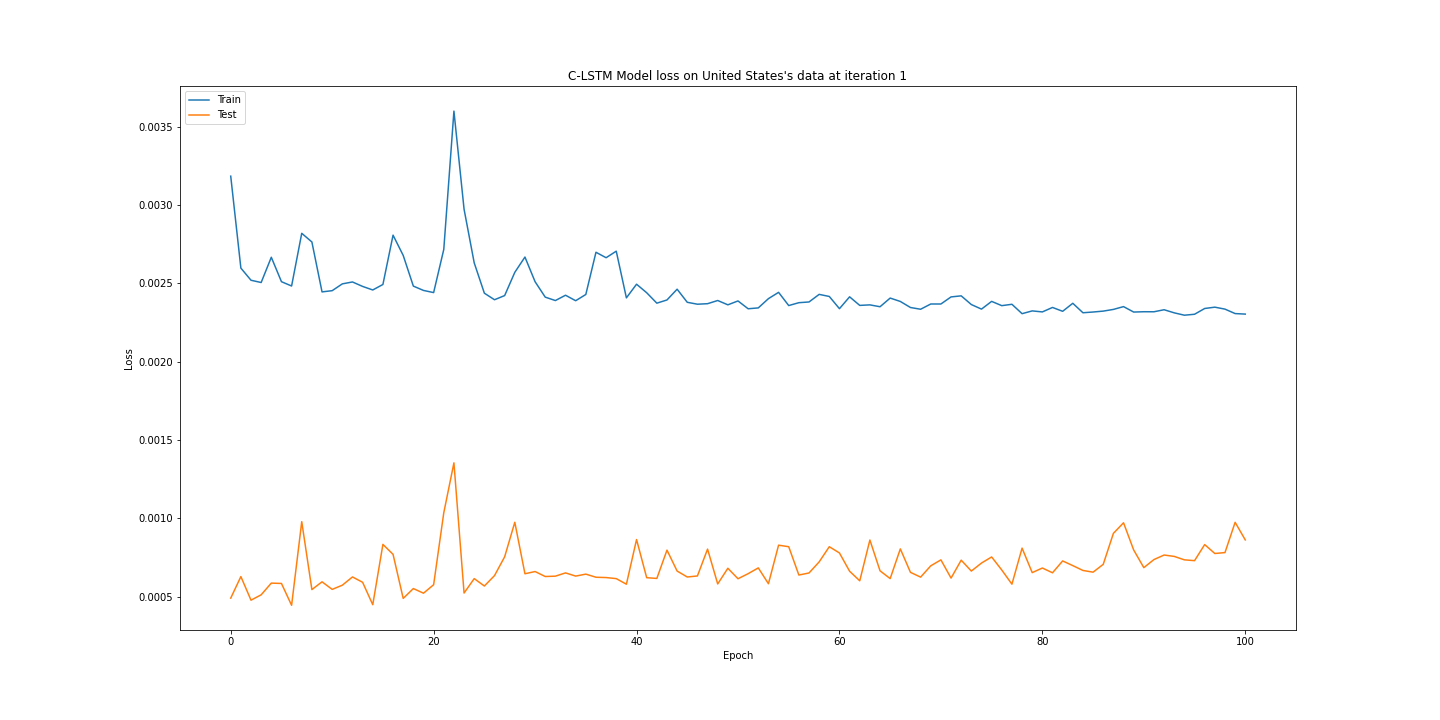 C-LSTM Model loss on United States's data at iteration 1
Train
Test
0.0035
0.0030
0.0025
0.0020
0.0015
0.0010
0.0005
Loss
0 20 40 60 80 100
Epoch